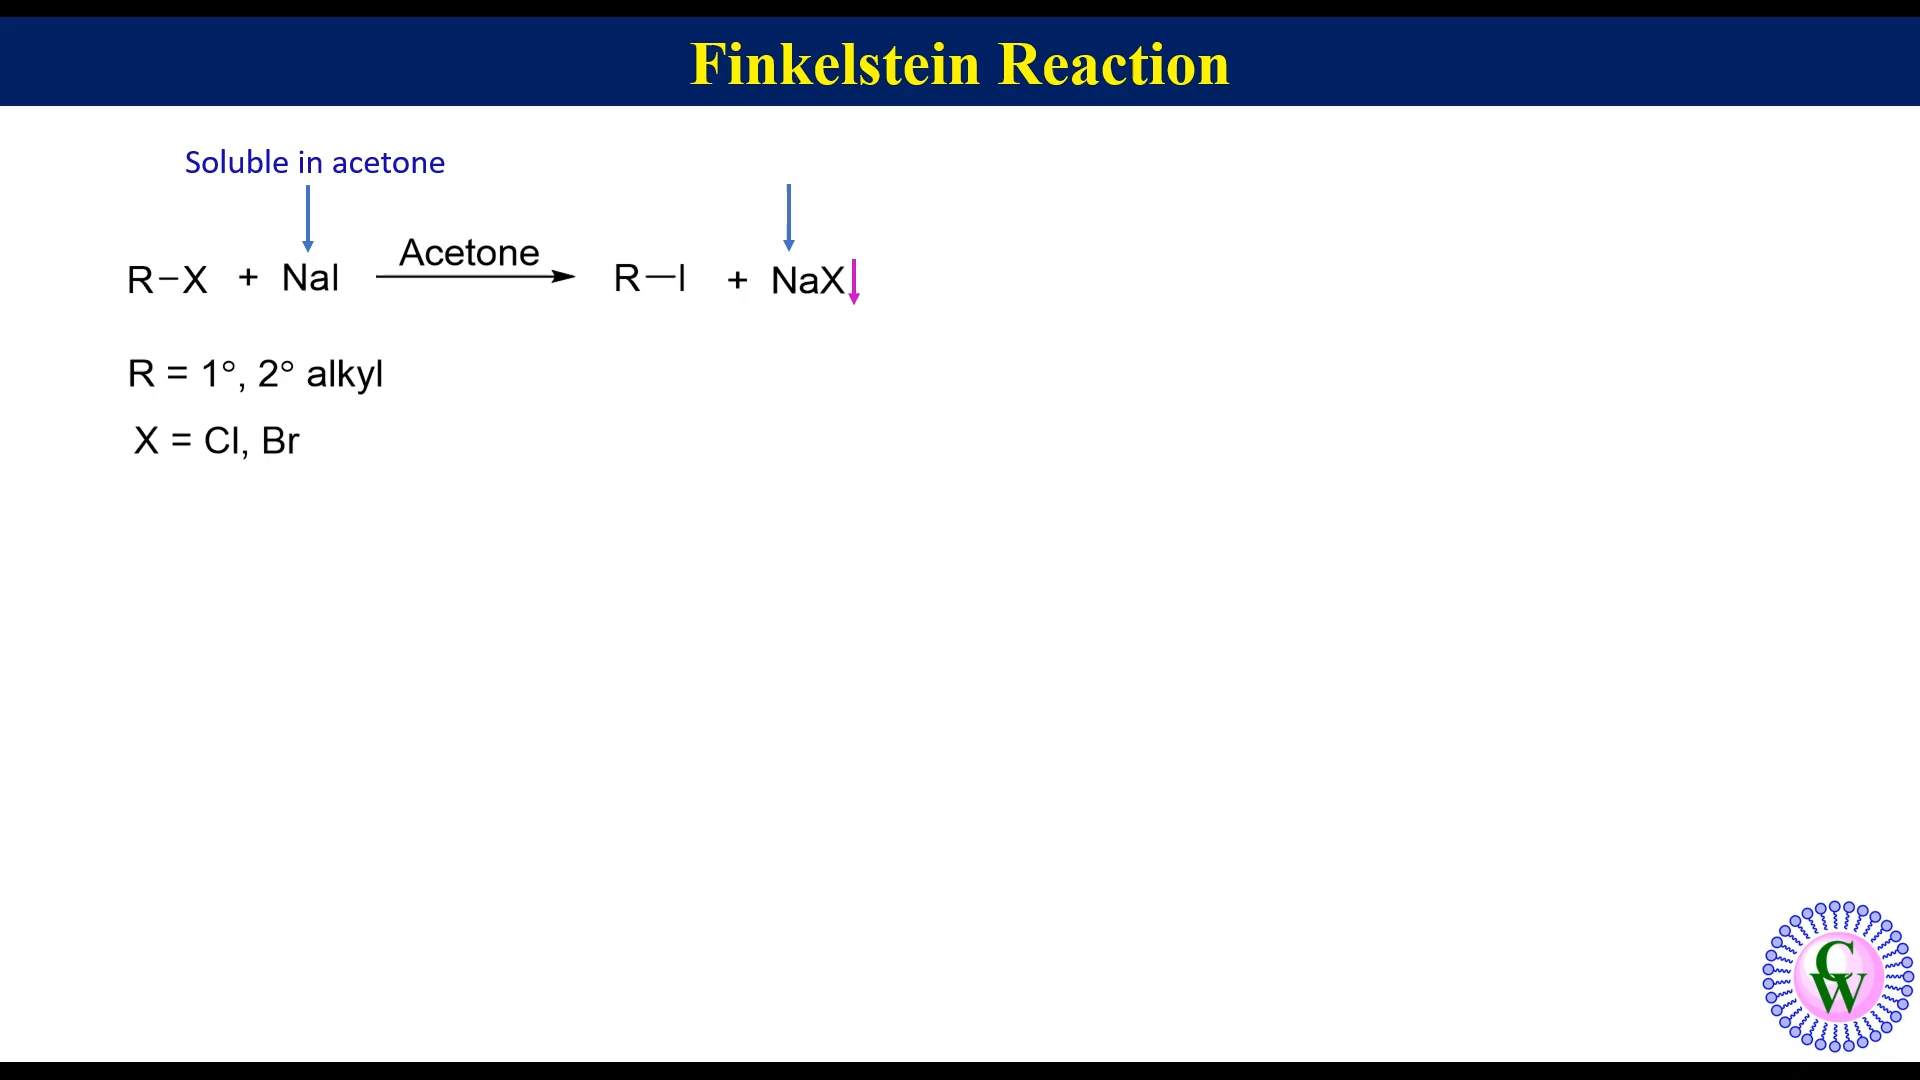 Finkelstein Reaction
Soluble in acetone
R–X + NaI Acetone R–I + NaX
R = 1°, 2° alkyl
X = Cl, Br
CW